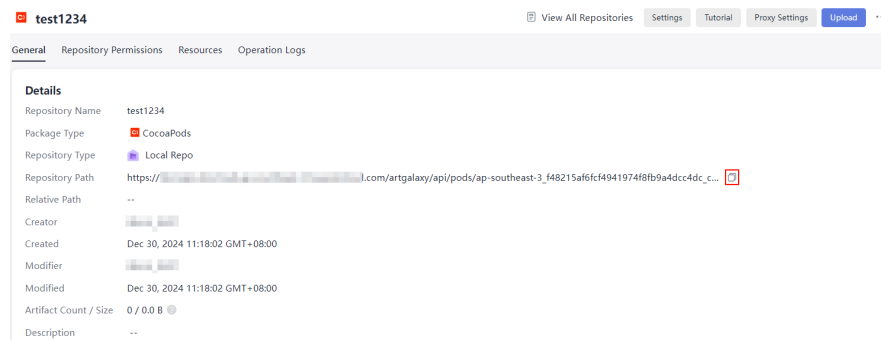 test1234 View All Repositories Settings Tutorial Proxy Settings Upload
General Repository Permissions Resources Operation Logs
Details
Repository Name test1234
Package Type CocoaPods
Repository Type Local Repo
Repository Path https:// l.com/artgalaxy/api/pods/ap-southeast-3_f48215af6fcf4941974f8fb9a4dcc4dc_c...
Relative Path --
Creator
Created Dec 30, 2024 11:18:02 GMT+08:00
Modifier
Modified Dec 30, 2024 11:18:02 GMT+08:00
Artifact Count / Size 0 / 0.0 B
Description --